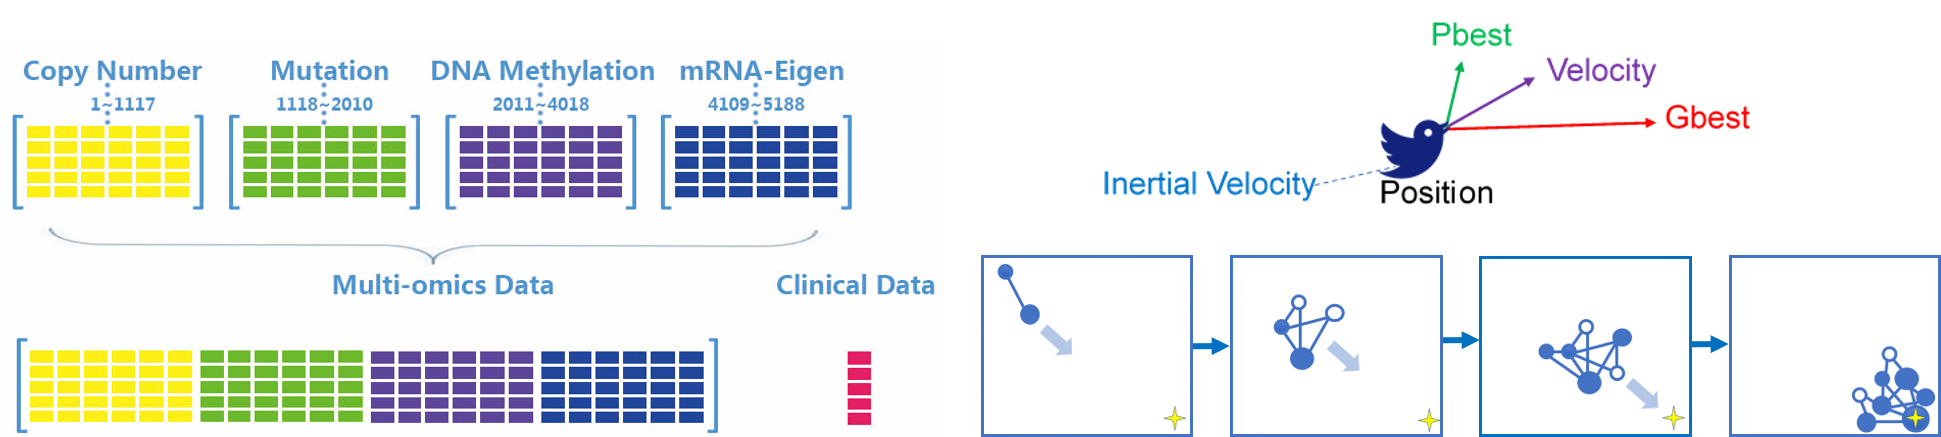 Copy Number
1~1117
Mutation
1118~2010
DNA Methylation
2011~4018
mRNA-Eigen
4109~5188
Multi-omics Data
Clinical Data
Pbest
Velocity
Gbest
Inertial Velocity
Position